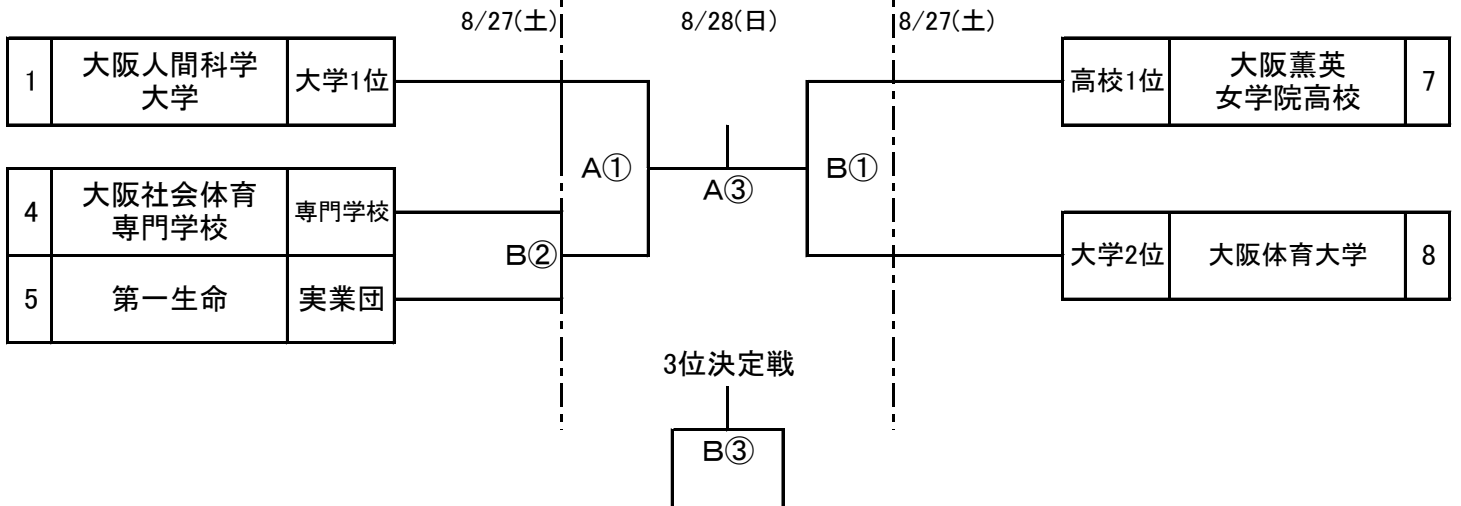 8/27(土)
8/28(日)
8/27(土)
1
大阪人間科学
大学
大学1位
高校1位
大阪薫英
女学院高校
7
A①
A③
B①
4
大阪社会体育
専門学校
専門学校
B②
5
第一生命
実業団
大学2位
大阪体育大学
8
3位決定戦
B③